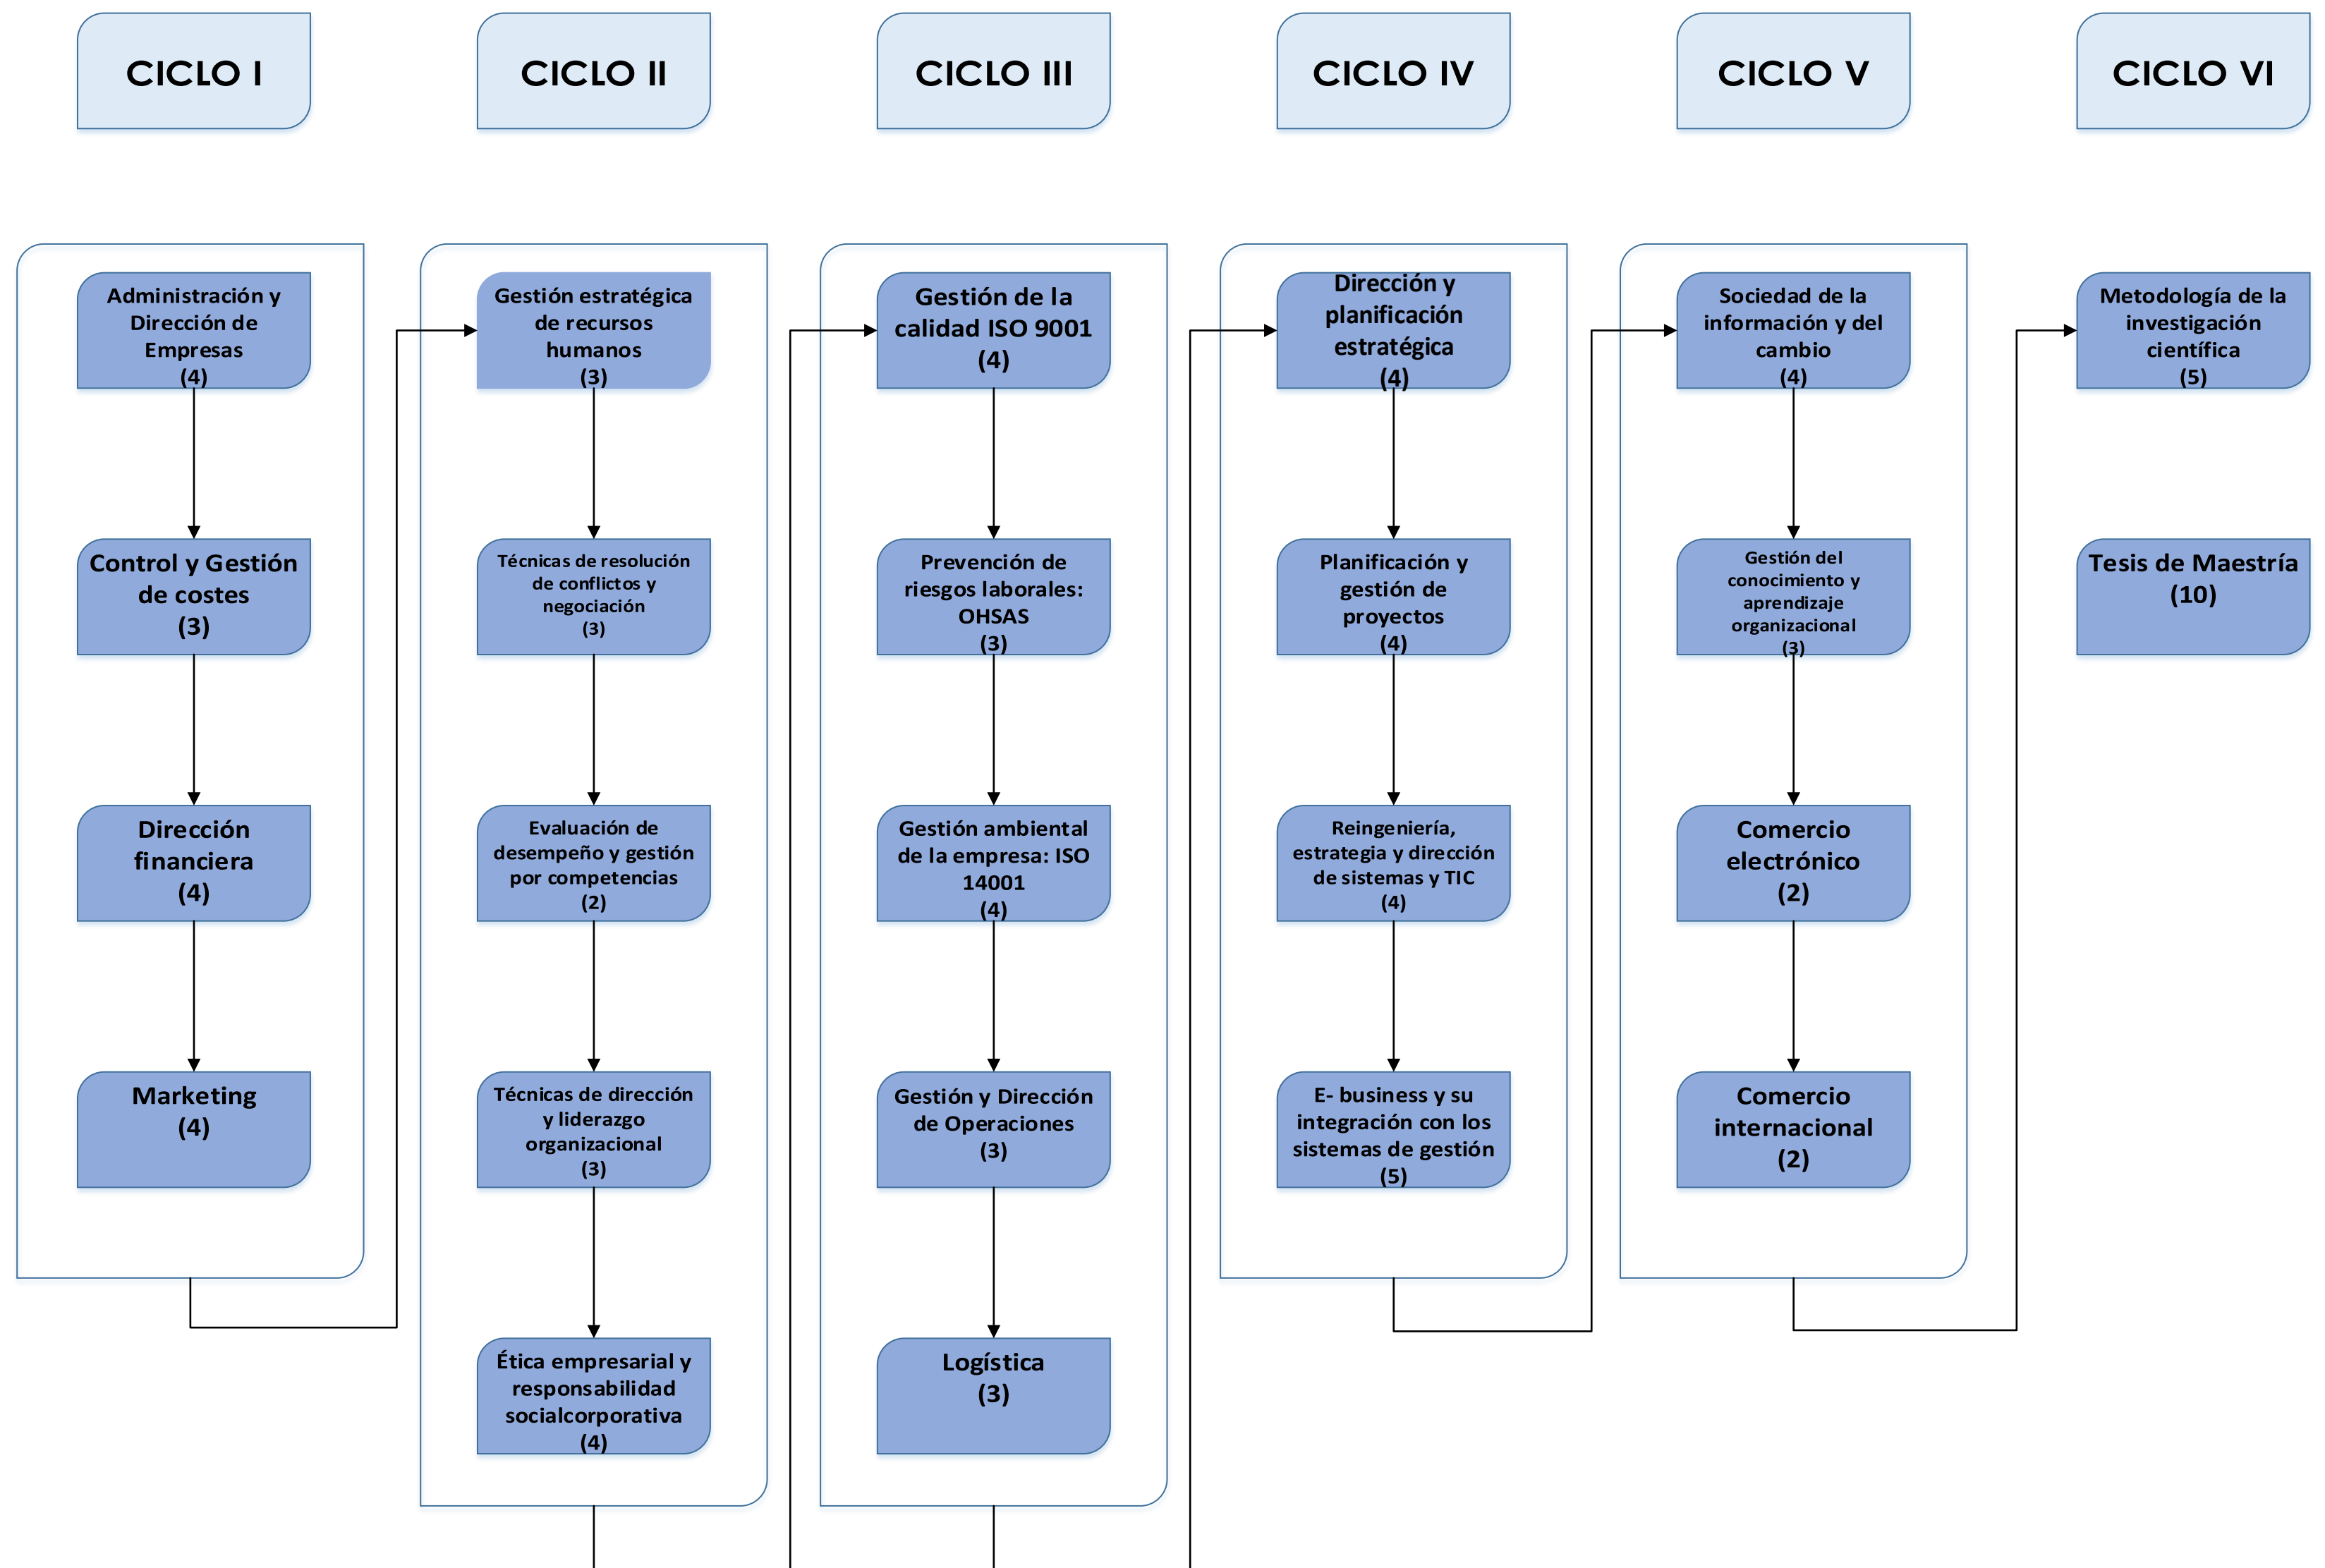 CICLO I
CICLO II
CICLO III
CICLO IV
CICLO V
CICLO VI
Administración y
Dirección de
Empresas
(4)
Control y Gestión
de costes
(3)
Dirección
financiera
(4)
Marketing
(4)
Gestión estratégica
de recursos
humanos
(3)
Técnicas de resolución
de conflictos y
negociación
(3)
Evaluación de
desempeño y gestión
por competencias
(2)
Técnicas de dirección
y liderazgo
organizacional
(3)
Ética empresarial y
responsabilidad
socialcorporativa
(4)
Gestión de la
calidad ISO 9001
(4)
Prevención de
riesgos laborales:
OHSAS
(3)
Gestión ambiental
de la empresa: ISO
14001
(4)
Gestión y Dirección
de Operaciones
(3)
Logística
(3)
Dirección y
planificación
estratégica
(4)
Planificación y
gestión de
proyectos
(4)
Reingeniería,
estrategia y dirección
de sistemas y TIC
(4)
E- business y su
integración con los
sistemas de gestión
(5)
Sociedad de la
información y del
cambio
(4)
Gestión del
conocimiento y
aprendizaje
organizacional
(3)
Comercio
electrónico
(2)
Comercio
internacional
(2)
Metodología de la
investigación
científica
(5)
Tesis de Maestría
(10)